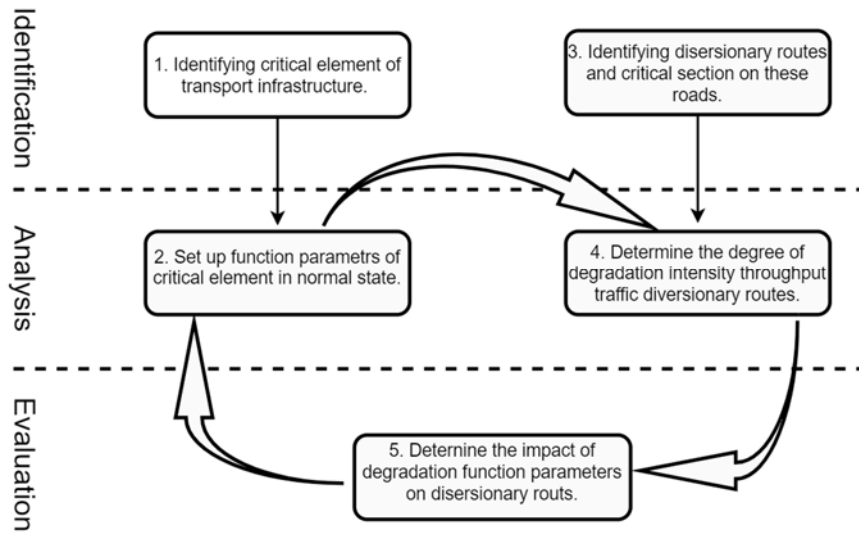 Identification
1. Identifying critical element of
transport infrastructure.
3. Identifying disersionary routes
and critical section on these
roads.
Analysis
2. Set up function parametrs of
critical element in normal state.
4. Determine the degree of
degradation intensity throughput
traffic diversionary routes.
Evaluation
5. Deternine the impact of
degradation function parameters
on disersionary routs.